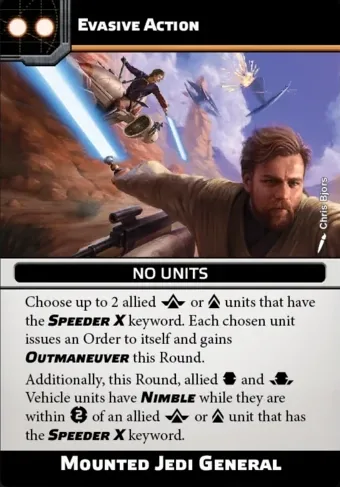 EVASIVE ACTION
Chris Bjors
NO UNITS
Choose up to 2 allied or units that have
the SPEEDER X keyword. Each chosen unit
issues an Order to itself and gains
OUTMANEUVER this Round.
Additionally, this Round, allied and
Vehicle units have NIMBLE while they are
within 2 of an allied or unit that has
the SPEEDER X keyword.
MOUNTED JEDI GENERAL